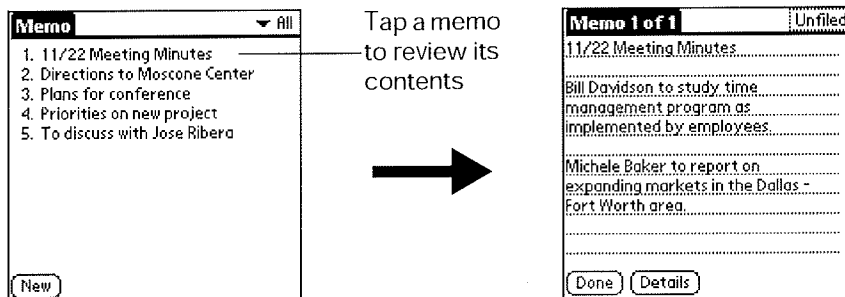 Memo
All
1. 11/22 Meeting Minutes
2. Directions to Moscone Center
3. Plans for conference
4. Priorities on new project
5. To discuss with Jose Ribera
New
Tap a memo
to review its
contents
Memo 1 of 1
Unfiled
11/22 Meeting Minutes
Bill Davidson to study time
management program as
implemented by employees.
Michele Baker to report on
expanding markets in the Dallas -
Fort Worth area.
Done
Details